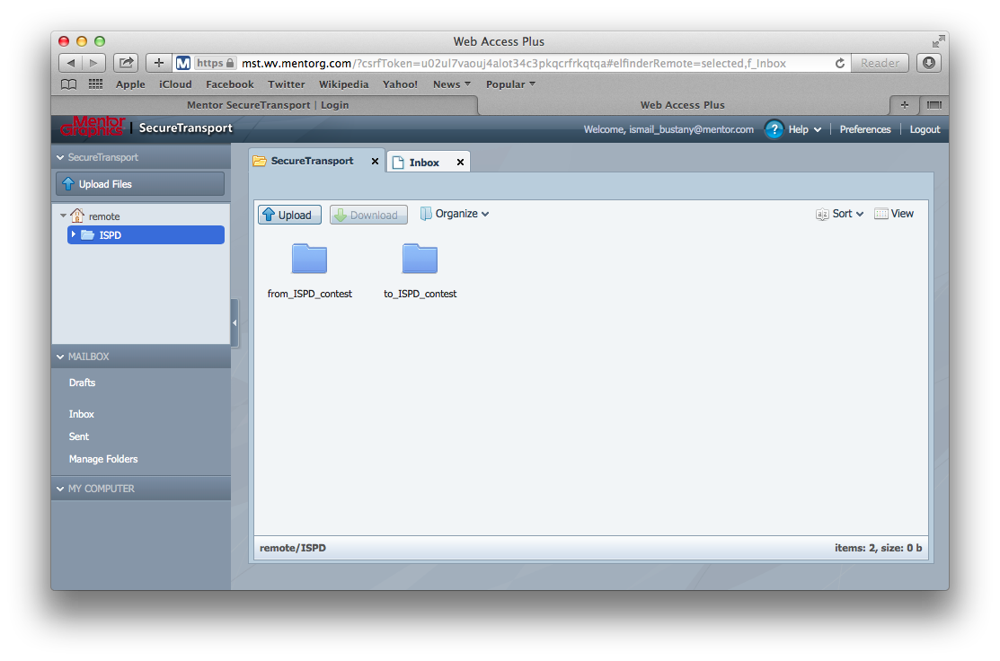 Web Access Plus
https mst.wv.mentorg.com/?csrfToken=u02ul7vaouj4alot34c3pkqcrfrkqtqa#elfinderRemote=selected,f_Inbox Reader
Apple iCloud Facebook Twitter Wikipedia Yahoo! News Popular
Mentor SecureTransport | Login Web Access Plus
Mentor Graphics | SecureTransport Welcome, ismail_bustany@mentor.com ? Help Preferences Logout
SecureTransport
Upload Files
remote
ISPD
SecureTransport x Inbox x
Upload Download Organize Sort View
from_ISPD_contest to_ISPD_contest
MAILBOX
Drafts
Inbox
Sent
Manage Folders
MY COMPUTER
remote/ISPD items: 2, size: 0 b